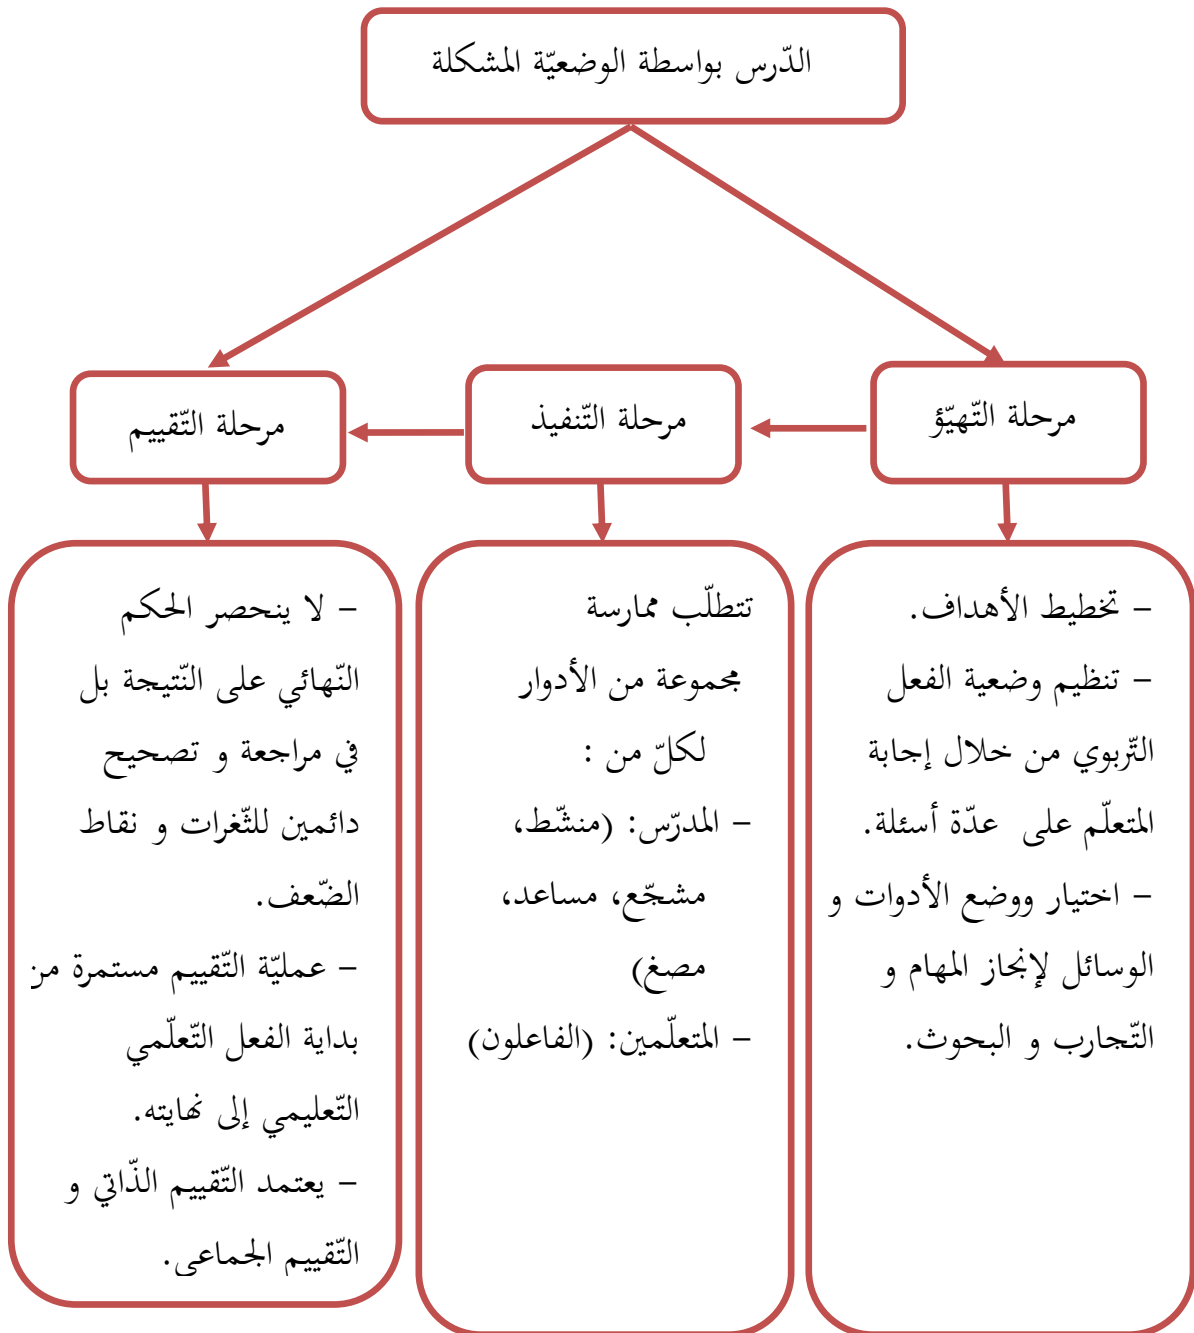 الدّرس بواسطة الوضعيّة المشكلة
مرحلة التّهيّؤ
مرحلة التّنفيذ
مرحلة التّقييم
– تخطيط الأهداف.
– تنظيم وضعية الفعل
التّربوي من خلال إجابة
المتعلّم على عدّة أسئلة.
– اختيار ووضع الأدوات و
الوسائل لإنجاز المهام و
التّجارب و البحوث.
تتطلّب ممارسة
مجموعة من الأدوار
لكلّ من :
– المدرّس: (منشّط،
مشجّع، مساعد،
مصغ)
– المتعلّمين: (الفاعلون)
– لا ينحصر الحكم
النّهائي على النّتيجة بل
في مراجعة و تصحيح
دائمين للثّغرات و نقاط
الضّعف.
– عمليّة التّقييم مستمرة من
بداية الفعل التّعلّمي
التّعليمي إلى نهايته.
– يعتمد التّقييم الذّاتي و
التّقييم الجماعي.